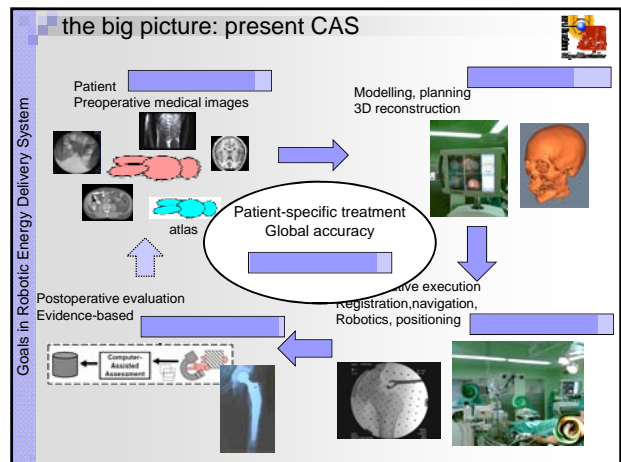 the big picture: present CAS
Goals in Robotic Energy Delivery System
Patient
Preoperative medical images
atlas
Modelling, planning
3D reconstruction
Patient-specific treatment
Global accuracy
ative execution
Registration,navigation,
Robotics, positioning
Postoperative evaluation
Evidence-based
Computer-
Assisted
Assessment